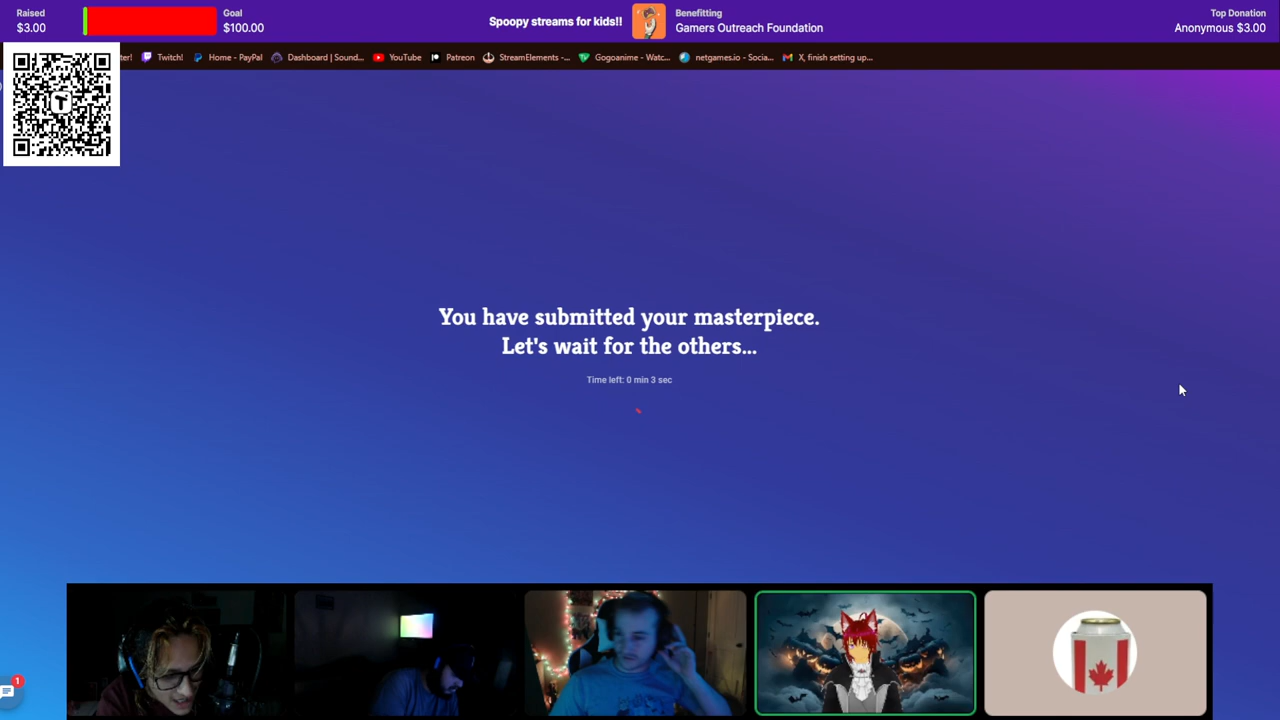 Raised
$3.00
Goal
$100.00
Spoopy streams for kids!!
Benefitting
Gamers Outreach Foundation
Top Donation
Anonymous $3.00
ter!
Twitch!
Home - PayPal
Dashboard | Sound...
YouTube
Patreon
StreamElements -...
Gogoanime - Watc...
netgames.io - Socia...
X, finish setting up...
You have submitted your masterpiece.
Let's wait for the others...
Time left: 0 min 3 sec
1